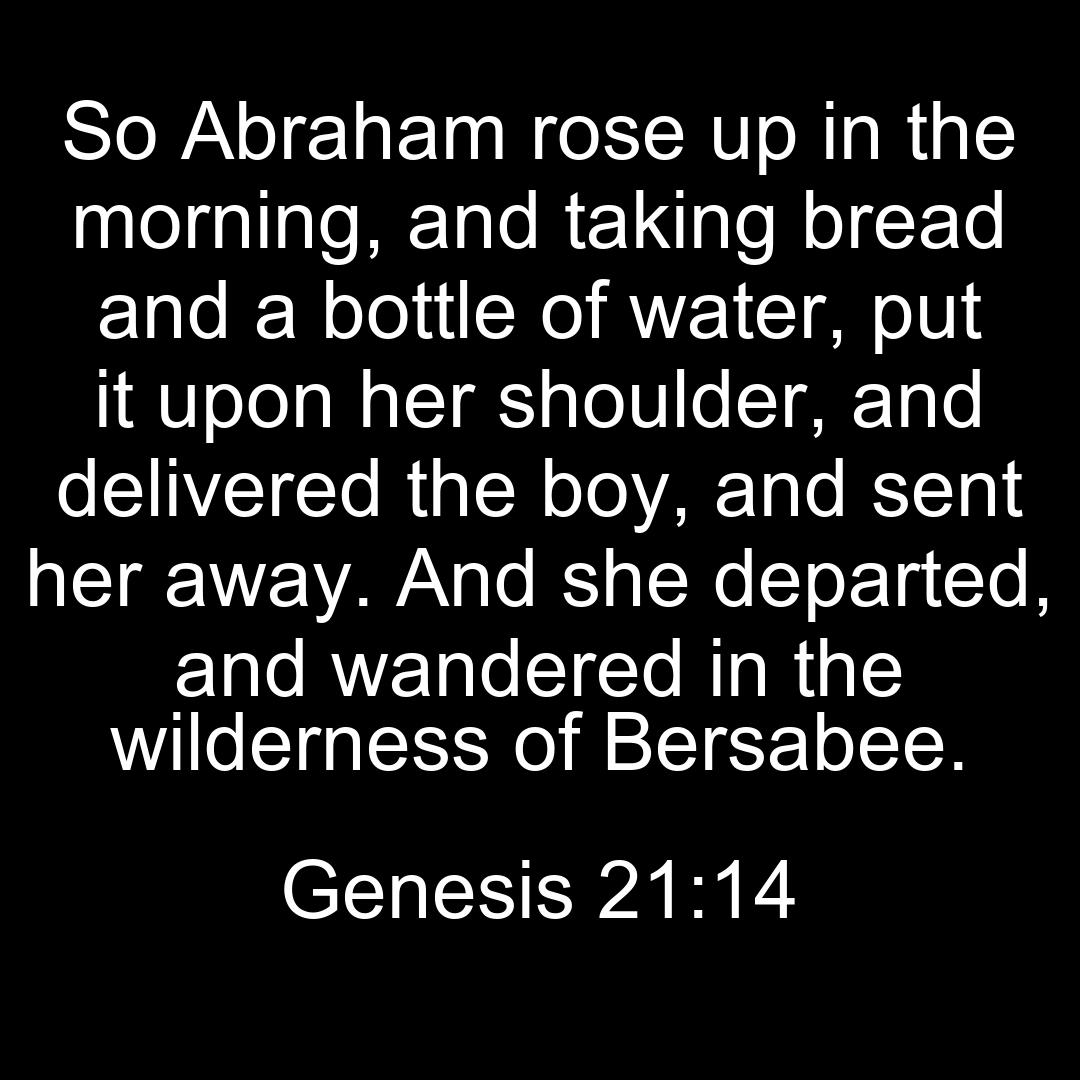 So Abraham rose up in the
morning, and taking bread
and a bottle of water, put
it upon her shoulder, and
delivered the boy, and sent
her away. And she departed,
and wandered in the
wilderness of Bersabee.
Genesis 21:14